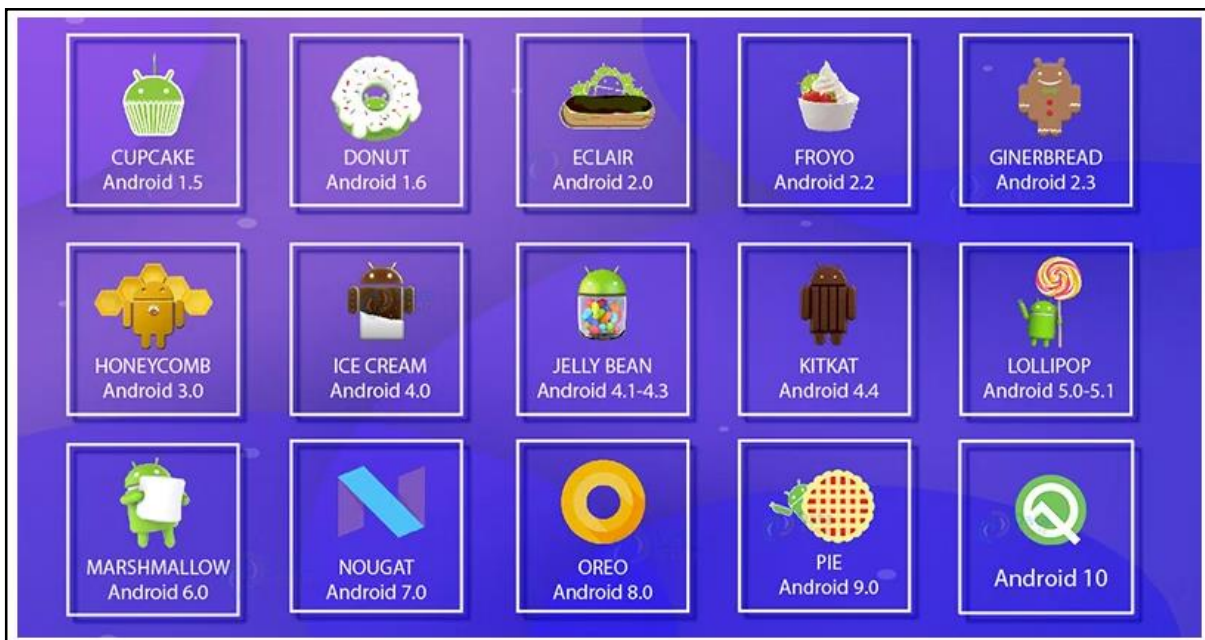 CUPCAKE
Android 1.5
DONUT
Android 1.6
ECLAIR
Android 2.0
FROYO
Android 2.2
GINERBREAD
Android 2.3
HONEYCOMB
Android 3.0
ICE CREAM
Android 4.0
JELLY BEAN
Android 4.1-4.3
KITKAT
Android 4.4
LOLLIPOP
Android 5.0-5.1
MARSHMALLOW
Android 6.0
NOUGAT
Android 7.0
OREO
Android 8.0
PIE
Android 9.0
Android 10